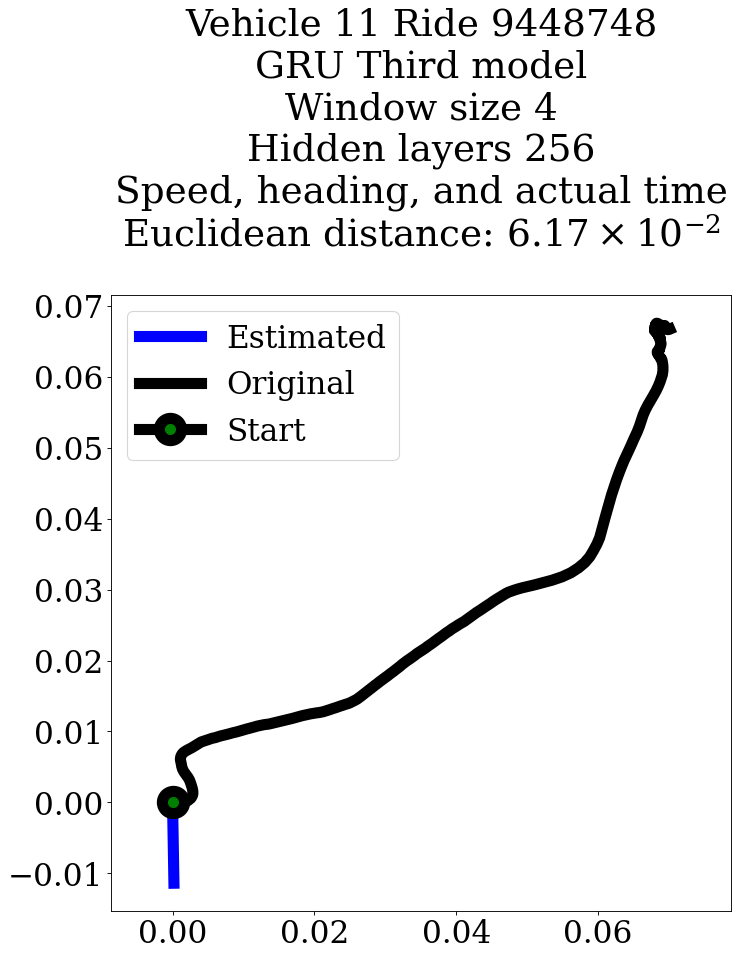 Vehicle 11 Ride 9448748
GRU Third model
Window size 4
Hidden layers 256
Speed, heading, and actual time
Euclidean distance: 6.17 × 10⁻²
0.07
0.06
0.05
0.04
0.03
0.02
0.01
0.00
−0.01
Estimated
Original
Start
0.00 0.02 0.04 0.06